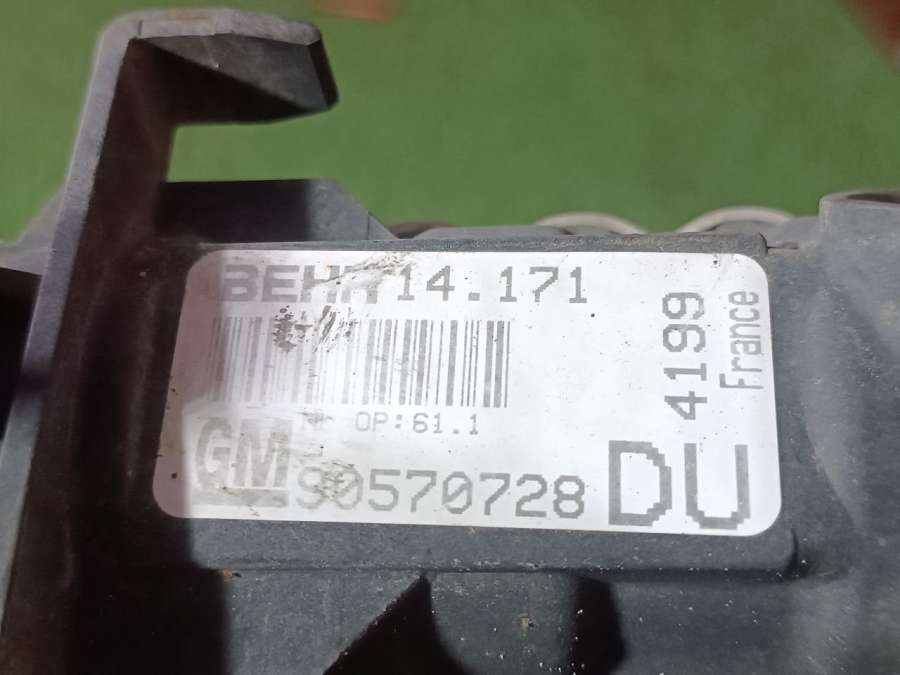 BEHR 14.171
OP:61.1
GM 90570728
DU
4199
France